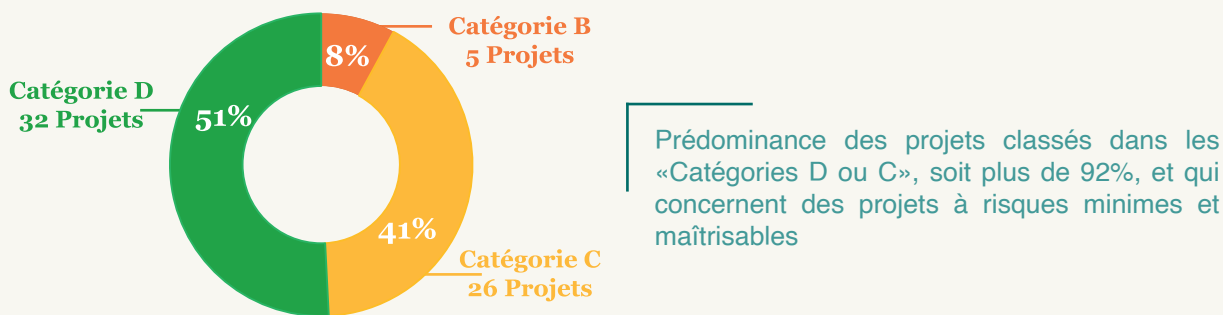 Catégorie B
5 Projets
8%
Catégorie D
32 Projets
51%
41%
Catégorie C
26 Projets
Prédominance des projets classés dans les
«Catégories D ou C», soit plus de 92%, et qui
concernent des projets à risques minimes et
maîtrisables